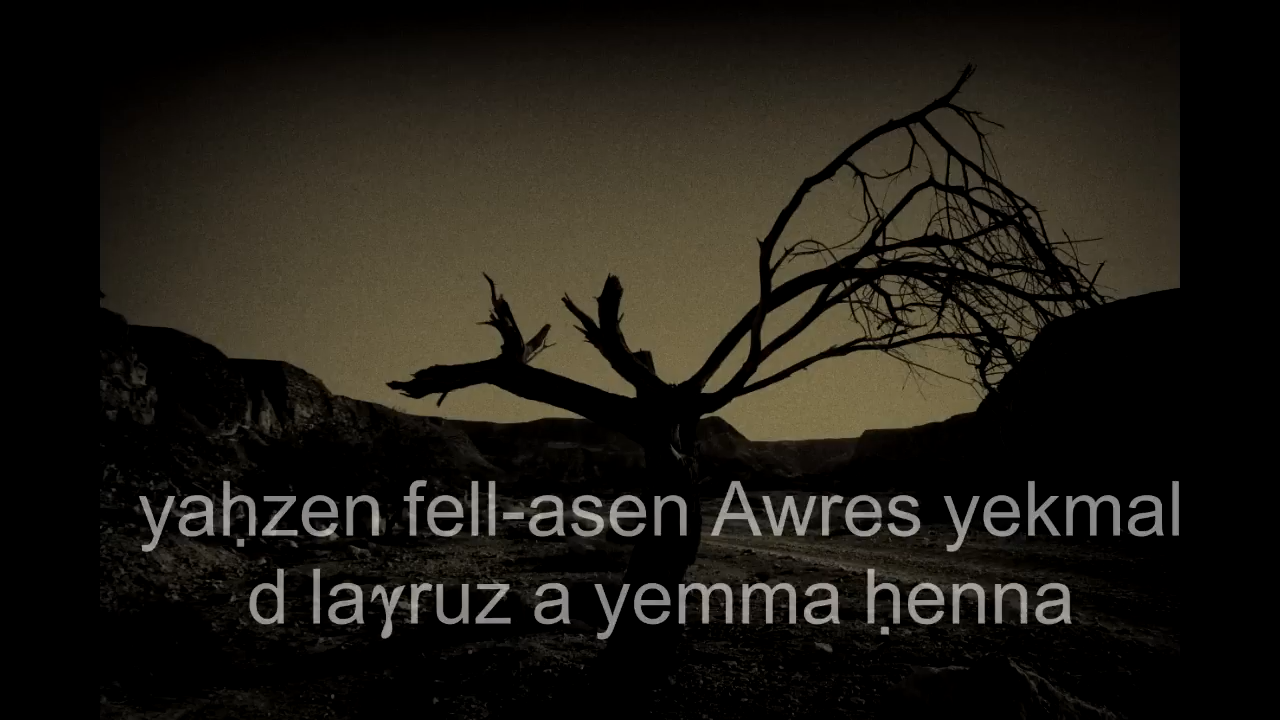 yaḥzen fell-asen Awres yekmal
d laɣruz a yemma ḥenna